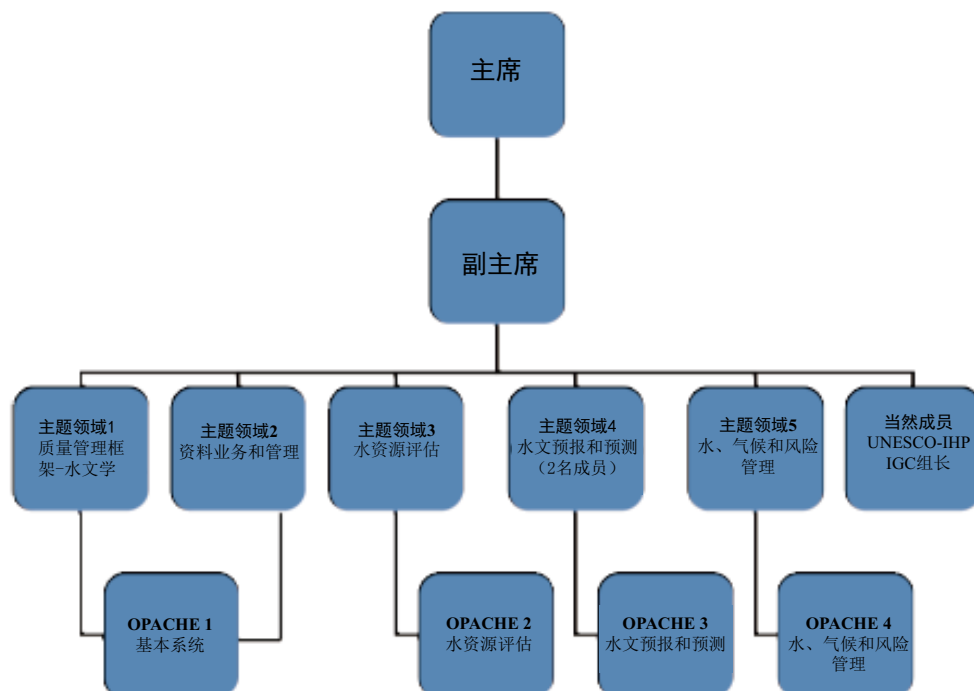 主席
副主席
主题领域1
质量管理框
架-水文学
主题领域2
资料业务和管理
主题领域3
水资源评估
主题领域4
)水文预报和预测
（2名成员）
主题领域5
水、气候和风险
管理
当然成员
UNESCO-IHP
IGC组长
OPACHE 1
基本系统
OPACHE 2
水资源评估
OPACHE 3
水文预报和预测
OPACHE 4
水、气候和风险
管理